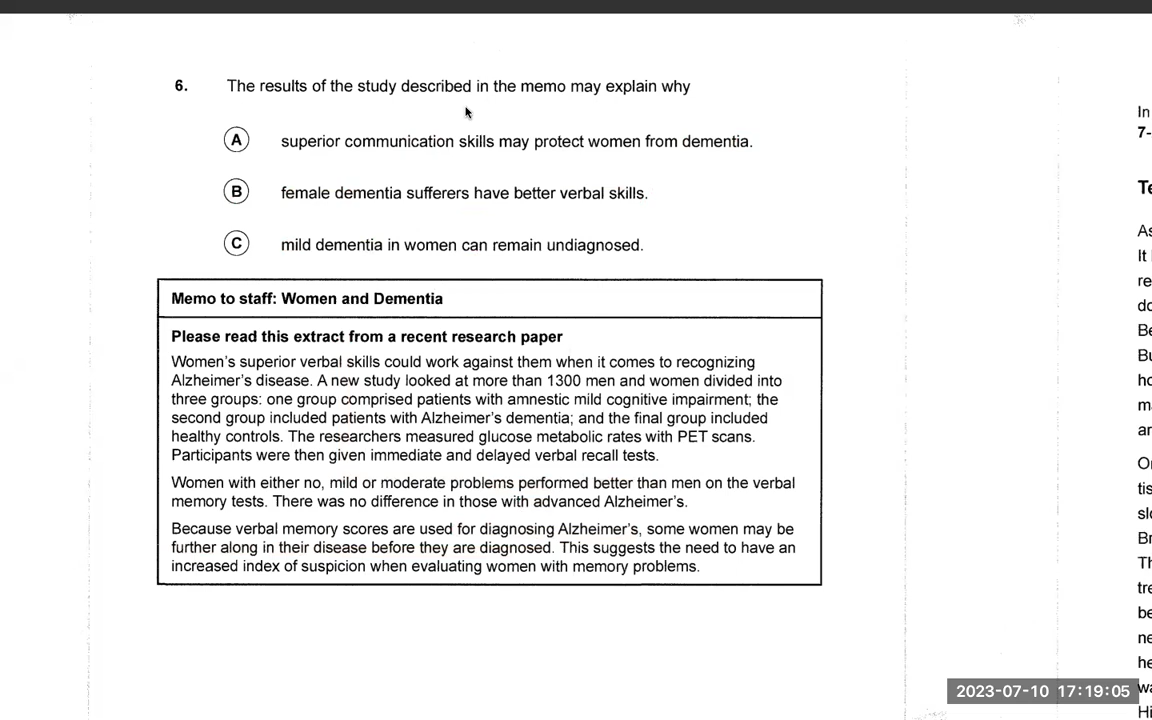 6. The results of the study described in the memo may explain why
A superior communication skills may protect women from dementia.
B female dementia sufferers have better verbal skills.
C mild dementia in women can remain undiagnosed.
Memo to staff: Women and Dementia
Please read this extract from a recent research paper
Women's superior verbal skills could work against them when it comes to recognizing
Alzheimer's disease. A new study looked at more than 1300 men and women divided into
three groups: one group comprised patients with amnestic mild cognitive impairment; the
second group included patients with Alzheimer's dementia; and the final group included
healthy controls. The researchers measured glucose metabolic rates with PET scans.
Participants were then given immediate and delayed verbal recall tests.
Women with either no, mild or moderate problems performed better than men on the verbal
memory tests. There was no difference in those with advanced Alzheimer's.
Because verbal memory scores are used for diagnosing Alzheimer's, some women may be
further along in their disease before they are diagnosed. This suggests the need to have an
increased index of suspicion when evaluating women with memory problems.
In
7-
As
It
2023-07-10 17:19:05